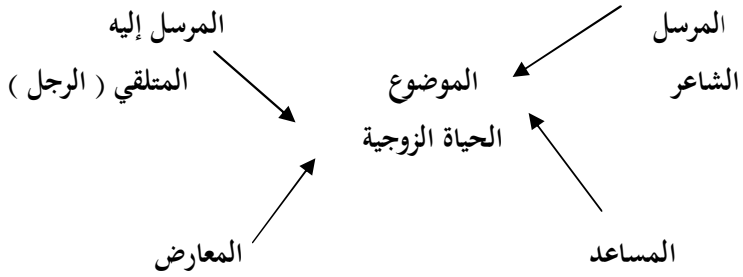 المرسل المرسل إليه
الشاعر الموضوع المتلقي ( الرجل )
الحياة الزوجية
المساعد المعارض